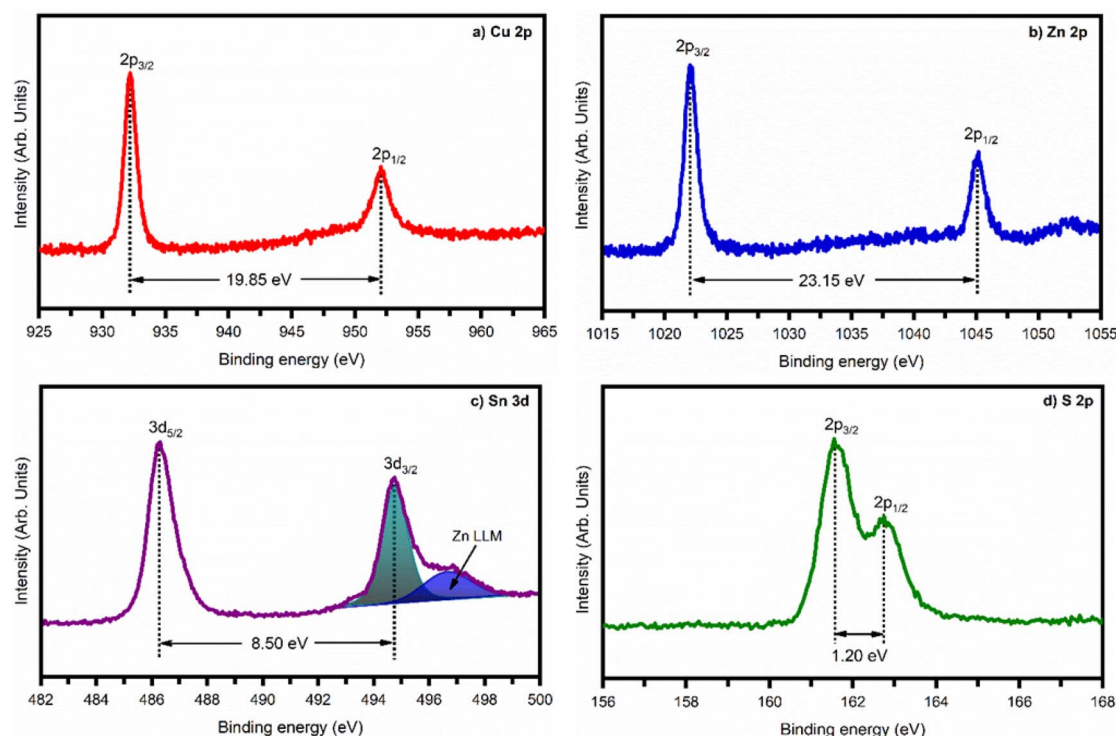 a) Cu 2p
2p3/2
2p1/2
19.85 eV
Intensity (Arb. Units)
925 930 935 940 945 950 955 960 965
Binding energy (eV)
b) Zn 2p
2p3/2
2p1/2
23.15 eV
Intensity (Arb. Units)
1015 1020 1025 1030 1035 1040 1045 1050 1055
Binding energy (eV)
c) Sn 3d
3d5/2
3d3/2
Zn LLM
8.50 eV
Intensity (Arb. Units)
482 484 486 488 490 492 494 496 498 500
Binding energy (eV)
d) S 2p
2p3/2
2p1/2
1.20 eV
Intensity (Arb. Units)
156 158 160 162 164 166 168
Binding energy (eV)